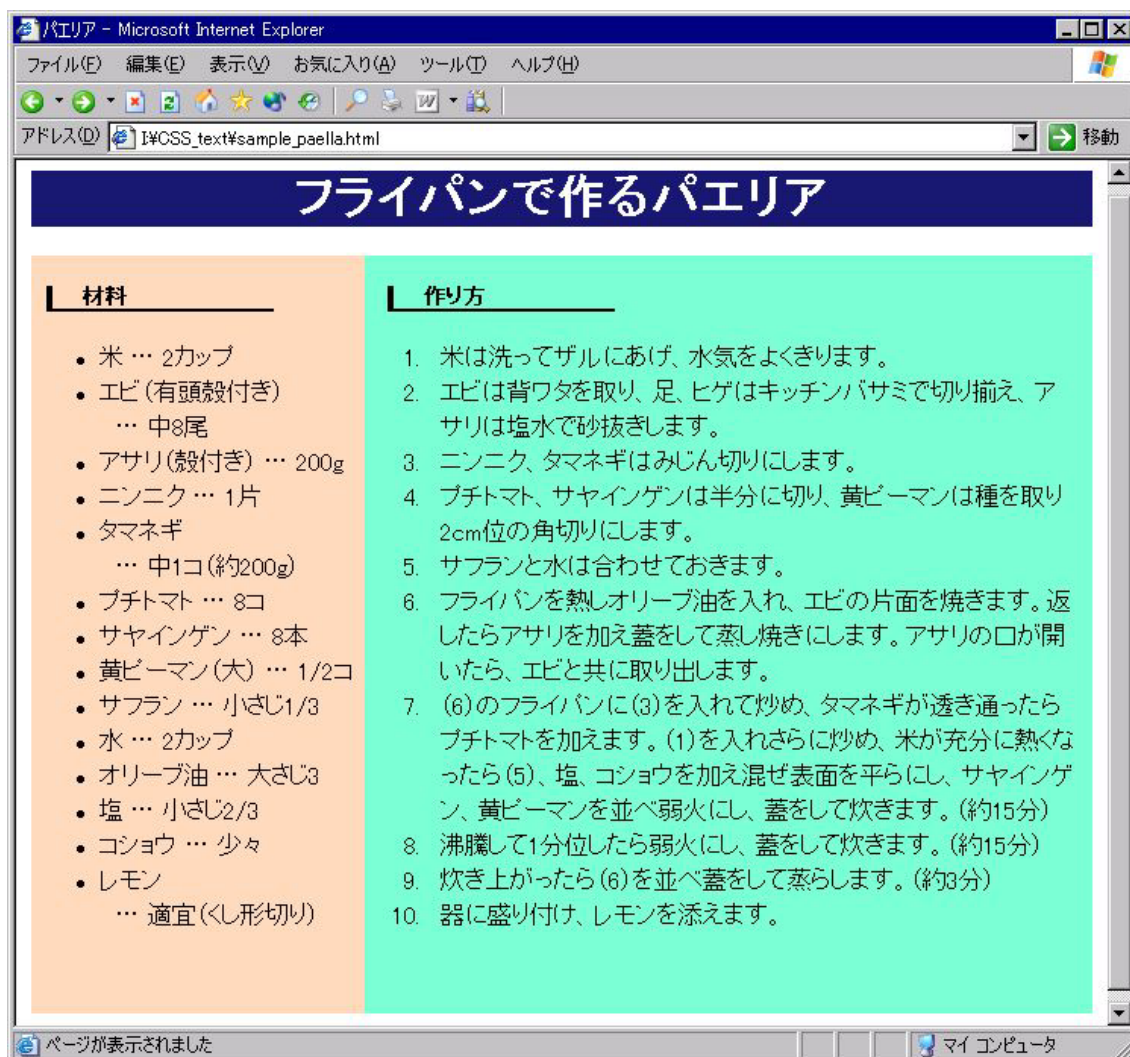 パエリア - Microsoft Internet Explorer
ファイル(F) 編集(E) 表示(V) お気に入り(A) ツール(T) ヘルプ(H)
アドレス(D) I:¥CSS_text¥sample_paella.html 移動
フライパンで作るパエリア
材料
• 米 … 2カップ
• エビ(有頭殻付き)
… 中8尾
• アサリ(殻付き) … 200g
• ニンニク … 1片
• タマネギ
… 中1コ(約200g)
• プチトマト … 8コ
• サヤインゲン … 8本
• 黄ピーマン(大) … 1/2コ
• サフラン … 小さじ1/3
• 水 … 2カップ
• オリーブ油 … 大さじ3
• 塩 … 小さじ2/3
• コショウ … 少々
• レモン
… 適宜(くし形切り)
作り方
1. 米は洗ってザルにあげ、水気をよくきります。
2. エビは背ワタを取り、足、ヒゲはキッチンバサミで切り揃え、ア
サリは塩水で砂抜きします。
3. ニンニク、タマネギはみじん切りにします。
4. プチトマト、サヤインゲンは半分に切り、黄ピーマンは種を取り
2cm位の角切りにします。
5. サフランと水は合わせておきます。
6. フライパンを熱しオリーブ油を入れ、エビの片面を焼きます。返
したらアサリを加え蓋をして蒸し焼きにします。アサリの口が開
いたら、エビと共に取り出します。
7. (6)のフライパンに(3)を入れて炒め、タマネギが透き通ったら
プチトマトを加えます。(1)を入れさらに炒め、米が充分に熱くな
ったら(5)、塩、コショウを加え混ぜ表面を平らにし、サヤインゲ
ン、黄ピーマンを並べ弱火にし、蓋をして炊きます。(約15分)
8. 沸騰して1分位したら弱火にし、蓋をして炊きます。(約15分)
9. 炊き上がったら(6)を並べ蓋をして蒸らします。(約3分)
10. 器に盛り付け、レモンを添えます。
ページが表示されました マイ コンピュータ